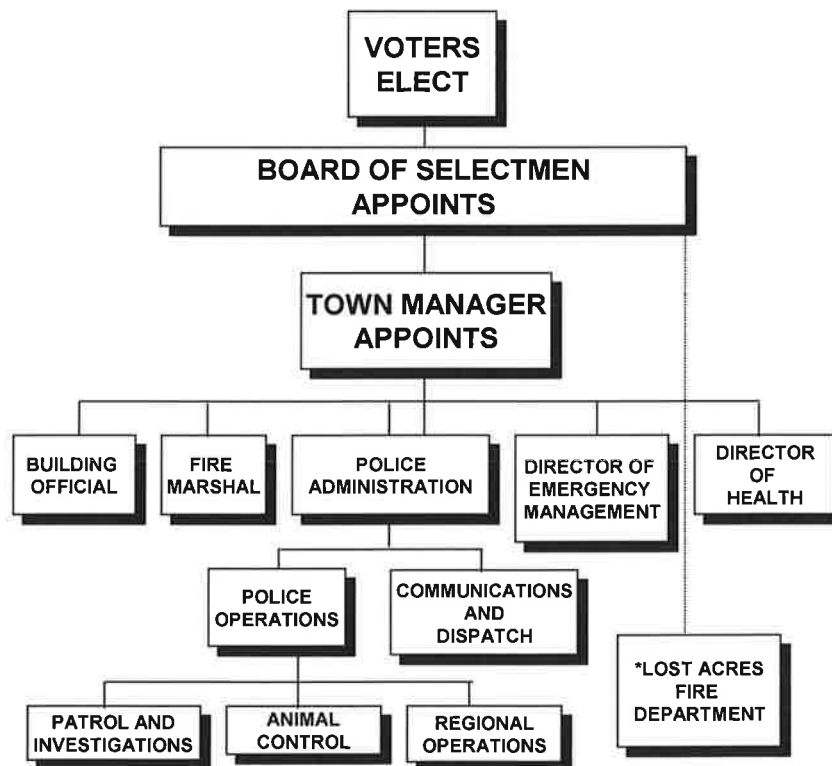 VOTERS
ELECT
BOARD OF SELECTMEN
APPOINTS
TOWN MANAGER
APPOINTS
BUILDING
OFFICIAL
FIRE
MARSHAL
POLICE
ADMINISTRATION
DIRECTOR OF
EMERGENCY
MANAGEMENT
DIRECTOR
OF
HEALTH
POLICE
OPERATIONS
COMMUNICATIONS
AND
DISPATCH
*LOST ACRES
FIRE
DEPARTMENT
PATROL AND
INVESTIGATIONS
ANIMAL
CONTROL
REGIONAL
OPERATIONS